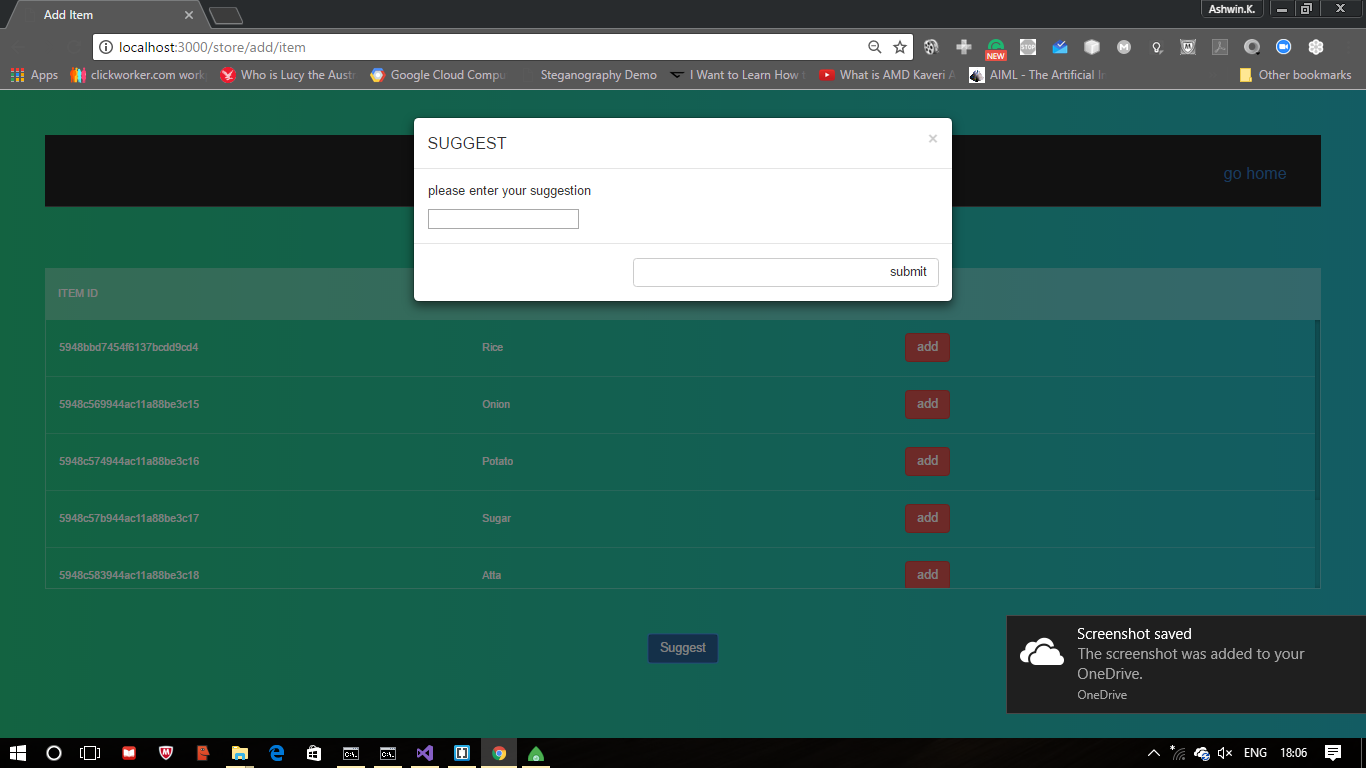 Add Item
Ashwin.K.
localhost:3000/store/add/item
NEW
STOP
Apps
clickworker.com work
Who is Lucy the Austr
Google Cloud Compu
Steganography Demo
I Want to Learn How t
What is AMD Kaveri A
AIML - The Artificial In
Other bookmarks
SUGGEST
×
please enter your suggestion
submit
go home
ITEM ID
5948bbd7454f6137bcdd9cd4 Rice add
5948c569944ac11a88be3c15 Onion add
5948c574944ac11a88be3c16 Potato add
5948c57b944ac11a88be3c17 Sugar add
5948c583944ac11a88be3c18 Atta add
Suggest
Screenshot saved
The screenshot was added to your
OneDrive.
OneDrive
ENG 18:06